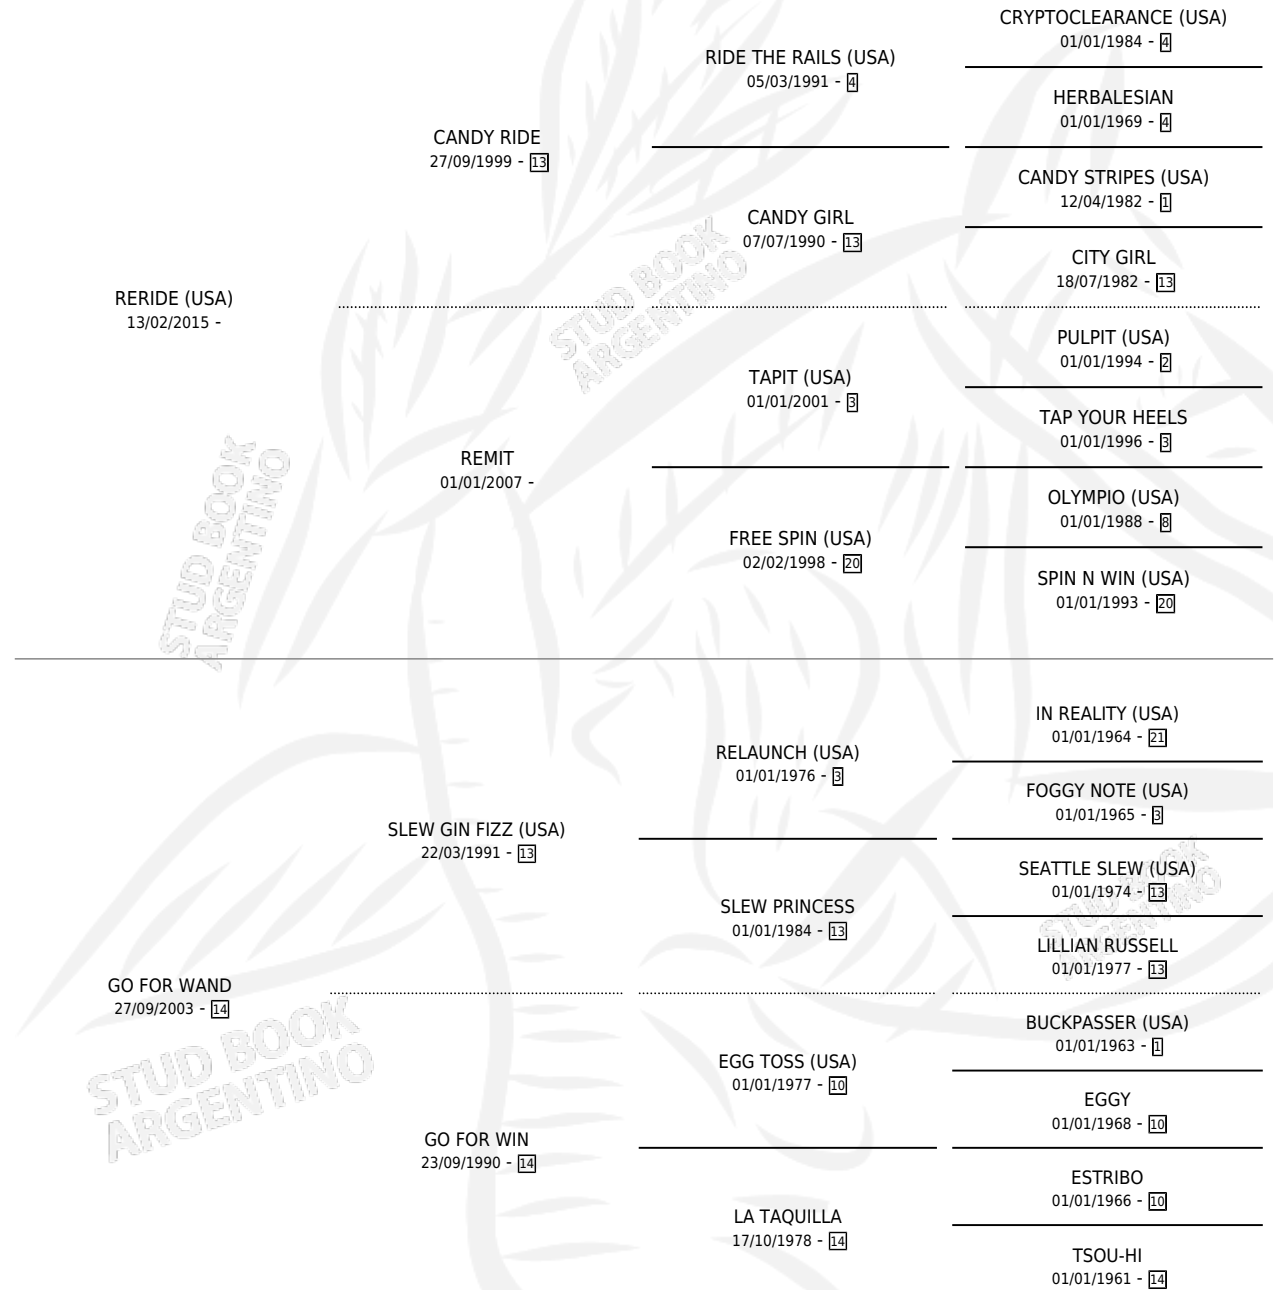 CRYPTOCLEARANCE (USA)
01/01/1984 - 4
RIDE THE RAILS (USA)
05/03/1991 - 4
HERBALESIAN
01/01/1969 - 4
CANDY RIDE
27/09/1999 - 13
CANDY STRIPES (USA)
12/04/1982 - 1
CANDY GIRL
07/07/1990 - 13
CITY GIRL
18/07/1982 - 13
RERIDE (USA)
13/02/2015 -
STUD BOOK
ARGENTINO
PULPIT (USA)
01/01/1994 - 2
TAPIT (USA)
01/01/2001 - 3
TAP YOUR HEELS
01/01/1996 - 3
REMIT
01/01/2007 -
OLYMPIO (USA)
01/01/1988 - 8
FREE SPIN (USA)
02/02/1998 - 20
SPIN N WIN (USA)
01/01/1993 - 20
STUD BOOK
ARGENTINO
IN REALITY (USA)
01/01/1964 - 21
RELAUNCH (USA)
01/01/1976 - 3
FOGGY NOTE (USA)
01/01/1965 - 3
SLEW GIN FIZZ (USA)
22/03/1991 - 13
SEATTLE SLEW (USA)
01/01/1974 - 13
SLEW PRINCESS
01/01/1984 - 13
LILLIAN RUSSELL
01/01/1977 - 13
STUD BOOK
ARGENTINO
GO FOR WAND
27/09/2003 - 14
BUCKPASSER (USA)
01/01/1963 - 1
EGG TOSS (USA)
01/01/1977 - 10
EGGY
01/01/1968 - 10
STUD BOOK
ARGENTINO
GO FOR WIN
23/09/1990 - 14
ESTRIBO
01/01/1966 - 10
LA TAQUILLA
17/10/1978 - 14
TSOU-HI
01/01/1961 - 14